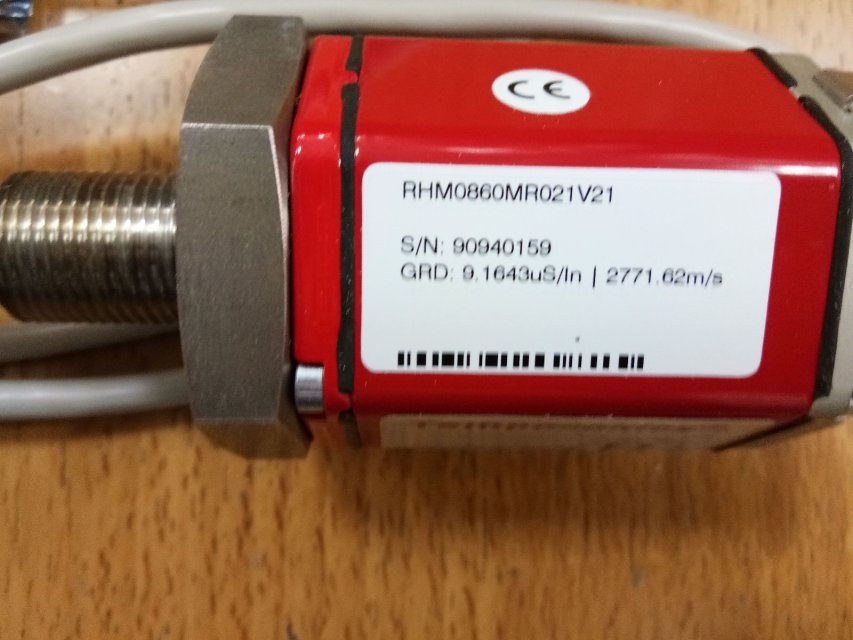 CE
RHM0860MR021V21
S/N: 90940159
GRD: 9.1643uS/In | 2771.62m/s